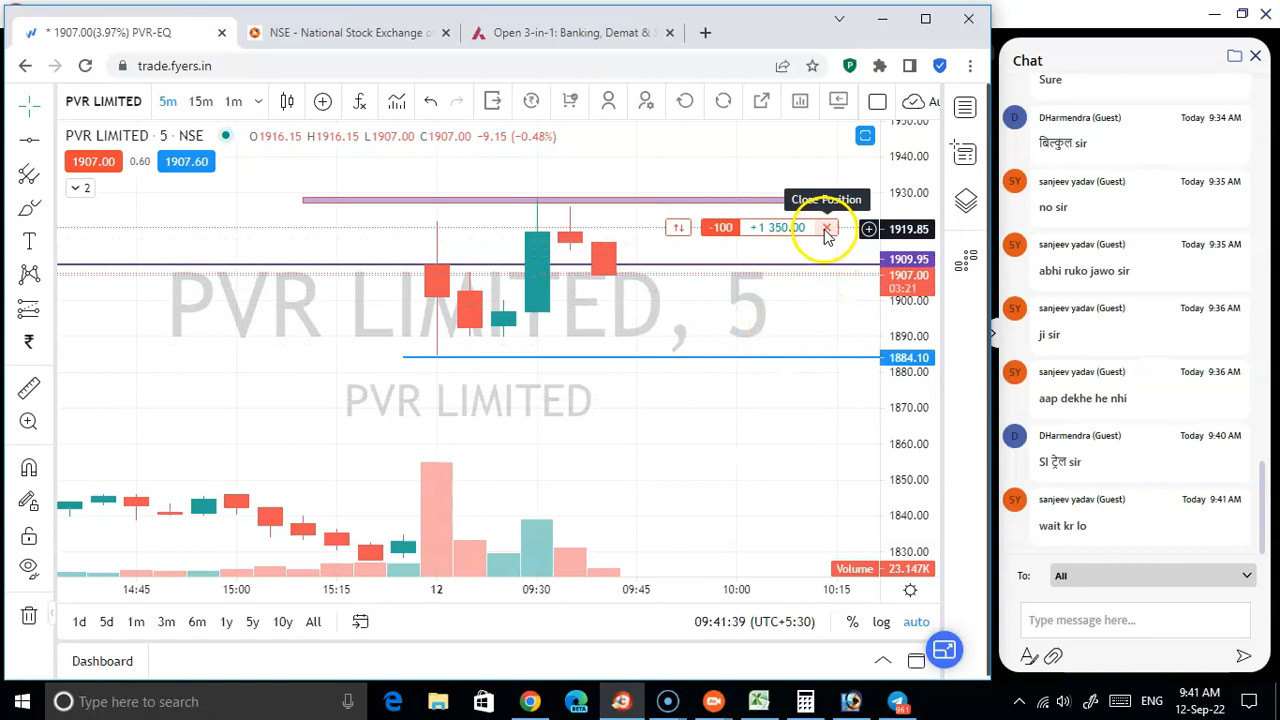 * 1907.00(3.97%) PVR-EQ
NSE - National Stock Exchange of
Open 3-in-1: Banking, Demat &
trade.fyers.in
PVR LIMITED 5m 15m 1m
Au
PVR LIMITED · 5 · NSE O1916.15 H1916.15 L1907.00 C1907.00 -9.15 (-0.48%)
1907.00 0.60 1907.60
2
Close Position
-100 +1 350.00
1950.00
1940.00
1930.00
1919.85
1909.95
1907.00
03:21
1900.00
1890.00
1884.10
1880.00
1870.00
1860.00
1850.00
1840.00
1830.00
PVR LIMITED, 5
PVR LIMITED
Volume 23.147K
14:45 15:00 15:15 12 09:30 09:45 10:00 10:15
1d 5d 1m 3m 6m 1y 5y 10y All
09:41:39 (UTC+5:30) % log auto
Dashboard
Chat
Sure
DHarmendra (Guest) Today 9:34 AM
D
बिल्कुल sir
sanjeev yadav (Guest) Today 9:35 AM
SY
no sir
sanjeev yadav (Guest) Today 9:35 AM
SY
abhi ruko jawo sir
sanjeev yadav (Guest) Today 9:36 AM
SY
ji sir
sanjeev yadav (Guest) Today 9:36 AM
SY
aap dekhe he nhi
DHarmendra (Guest) Today 9:40 AM
D
Sl ट्रेल sir
sanjeev yadav (Guest) Today 9:41 AM
SY
wait kr lo
To: All
Type message here...
Type here to search
ENG
9:41 AM
12-Sep-22